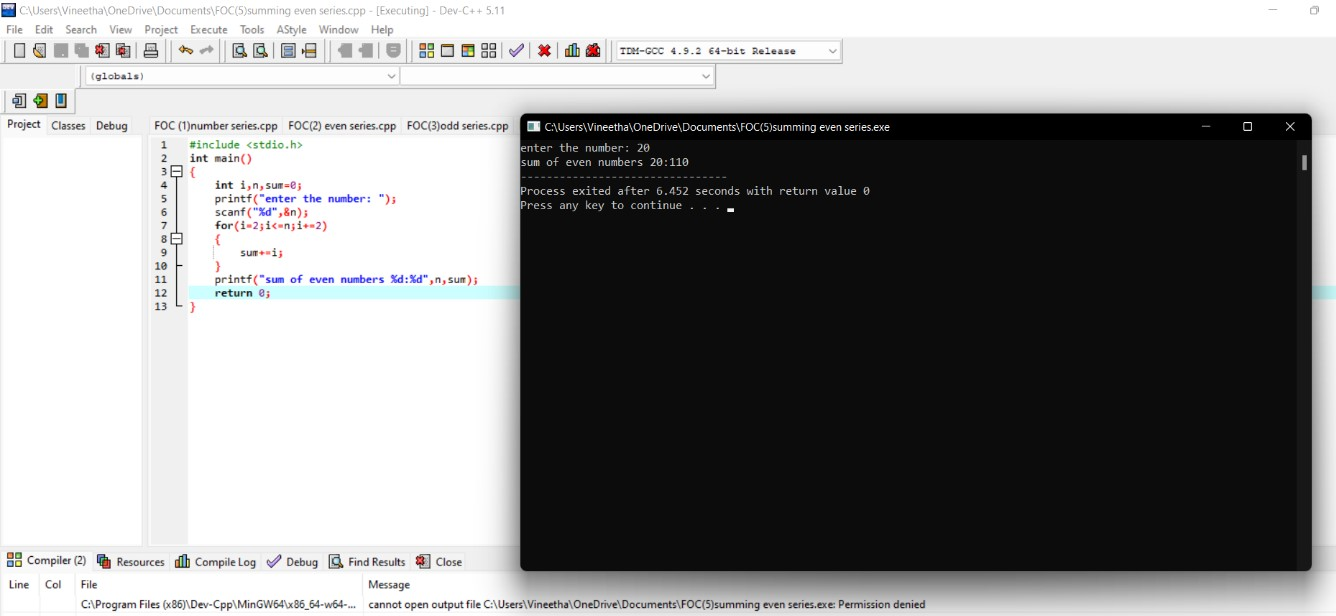 C:\Users\Vineetha\OneDrive\Documents\FOC(5)summing even series.cpp - [Executing] - Dev-C++ 5.11
File Edit Search View Project Execute Tools AStyle Window Help
TDM-GCC 4.9.2 64-bit Release
(globals)
Project Classes Debug
FOC (1)number series.cpp FOC(2) even series.cpp FOC(3)odd series.cpp
1 #include <stdio.h>
2 int main()
3 {
4 int i,n,sum=0;
5 printf("enter the number: ");
6 scanf("%d",&n);
7 for(i=2;i<=n;i+=2)
8 {
9 sum+=i;
10 }
11 printf("sum of even numbers %d:%d",n,sum);
12 return 0;
13 }
C:\Users\Vineetha\OneDrive\Documents\FOC(5)summing even series.exe
enter the number: 20
sum of even numbers 20:110
--------------------------------
Process exited after 6.452 seconds with return value 0
Press any key to continue . . .
Compiler (2) Resources Compile Log Debug Find Results Close
Line Col File Message
C:\Program Files (x86)\Dev-Cpp\MinGW64\x86_64-w64-... cannot open output file C:\Users\Vineetha\OneDrive\Documents\FOC(5)summing even series.exe: Permission denied